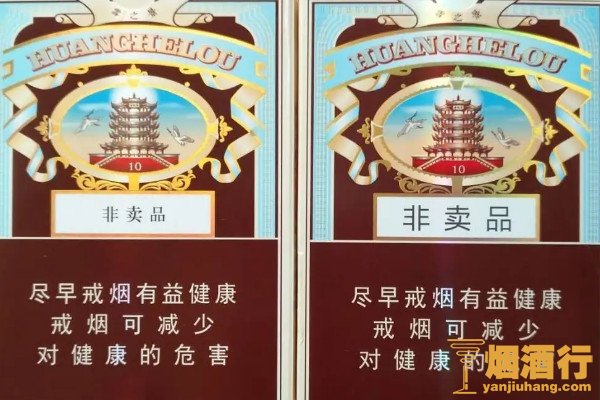 HUANGHELOU
10
非卖品
尽早戒烟有益健康
戒烟可减少
对健康的危害
HUANGHELOU
10
非卖品
尽早戒烟有益健康
戒烟可减少
对健康的
烟酒行
yanjiuhang.com